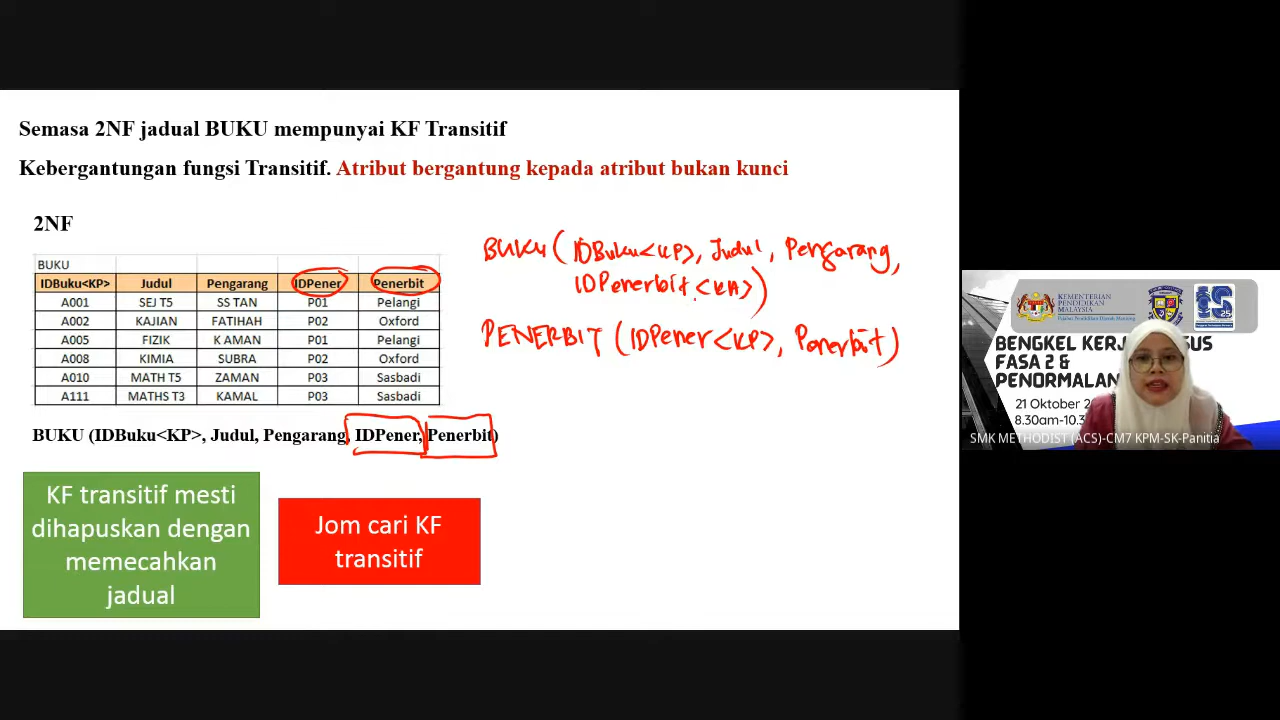 Semasa 2NF jadual BUKU mempunyai KF Transitif
Kebergantungan fungsi Transitif. Atribut bergantung kepada atribut bukan kunci
2NF
BUKU
IDBuku<KP> Judul Pengarang IDPener Penerbit
A001 SEJ T5 SS TAN P01 Pelangi
A002 KAJIAN FATIHAH P02 Oxford
A005 FIZIK K AMAN P01 Pelangi
A008 KIMIA SUBRA P02 Oxford
A010 MATH T5 ZAMAN P03 Sasbadi
A111 MATHS T3 KAMAL P03 Sasbadi
BUKU (IDBuku<KP>, Judul, Pengarang, IDPener, Penerbit)
BUKU (IDBuku<KP>, Judul, Pengarang,
IDPenerbit <KA>)
PENERBIT (IDPener<KP>, Penerbit)
KF transitif mesti
dihapuskan dengan
memecahkan
jadual
Jom cari KF
transitif
KEMENTERIAN
PENDIDIKAN
MALAYSIA
25
BENGKEL
FASA 2 &
21 Oktober
8.30am-10.
SMK METHODIST (ACS)-CM7 KPM-SK-Panitia